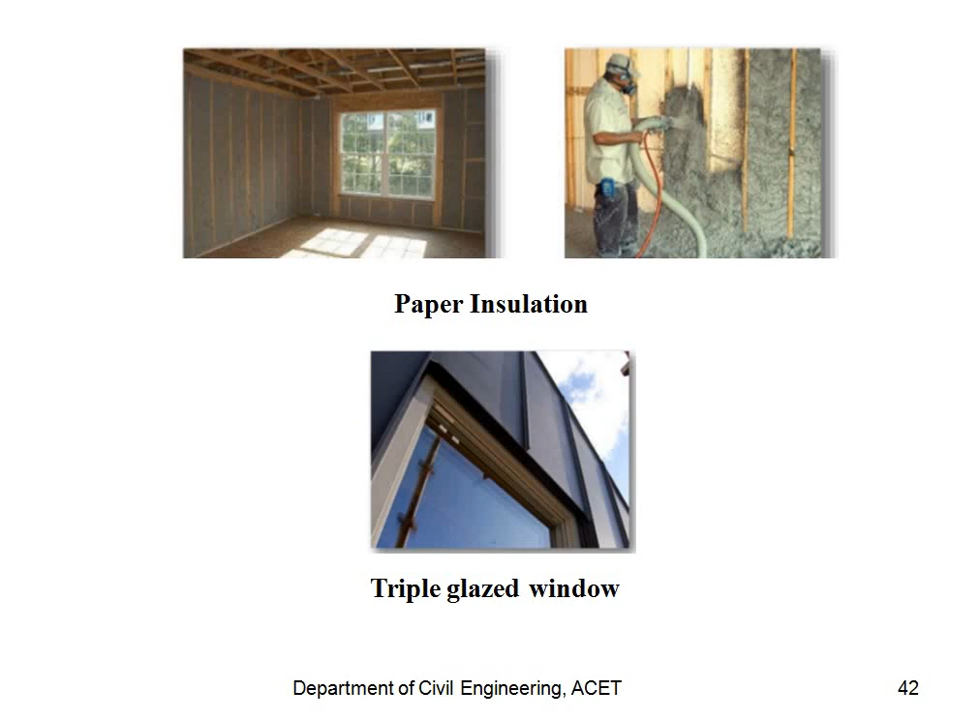 Paper Insulation
Triple glazed window
Department of Civil Engineering, ACET 42